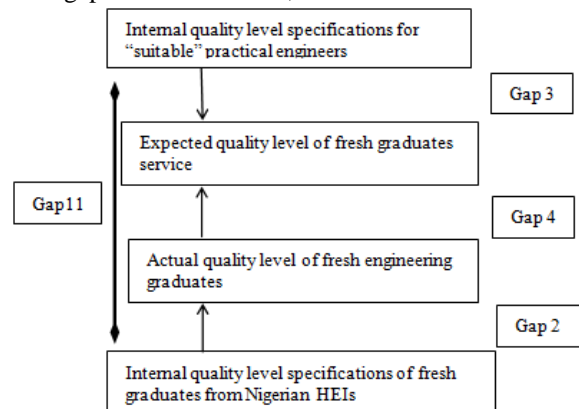 Internal quality level specifications for
“suitable” practical engineers
Gap 3
Expected quality level of fresh graduates
service
Gap11
Gap 4
Actual quality level of fresh engineering
graduates
Gap 2
Internal quality level specifications of fresh
graduates from Nigerian HEIs